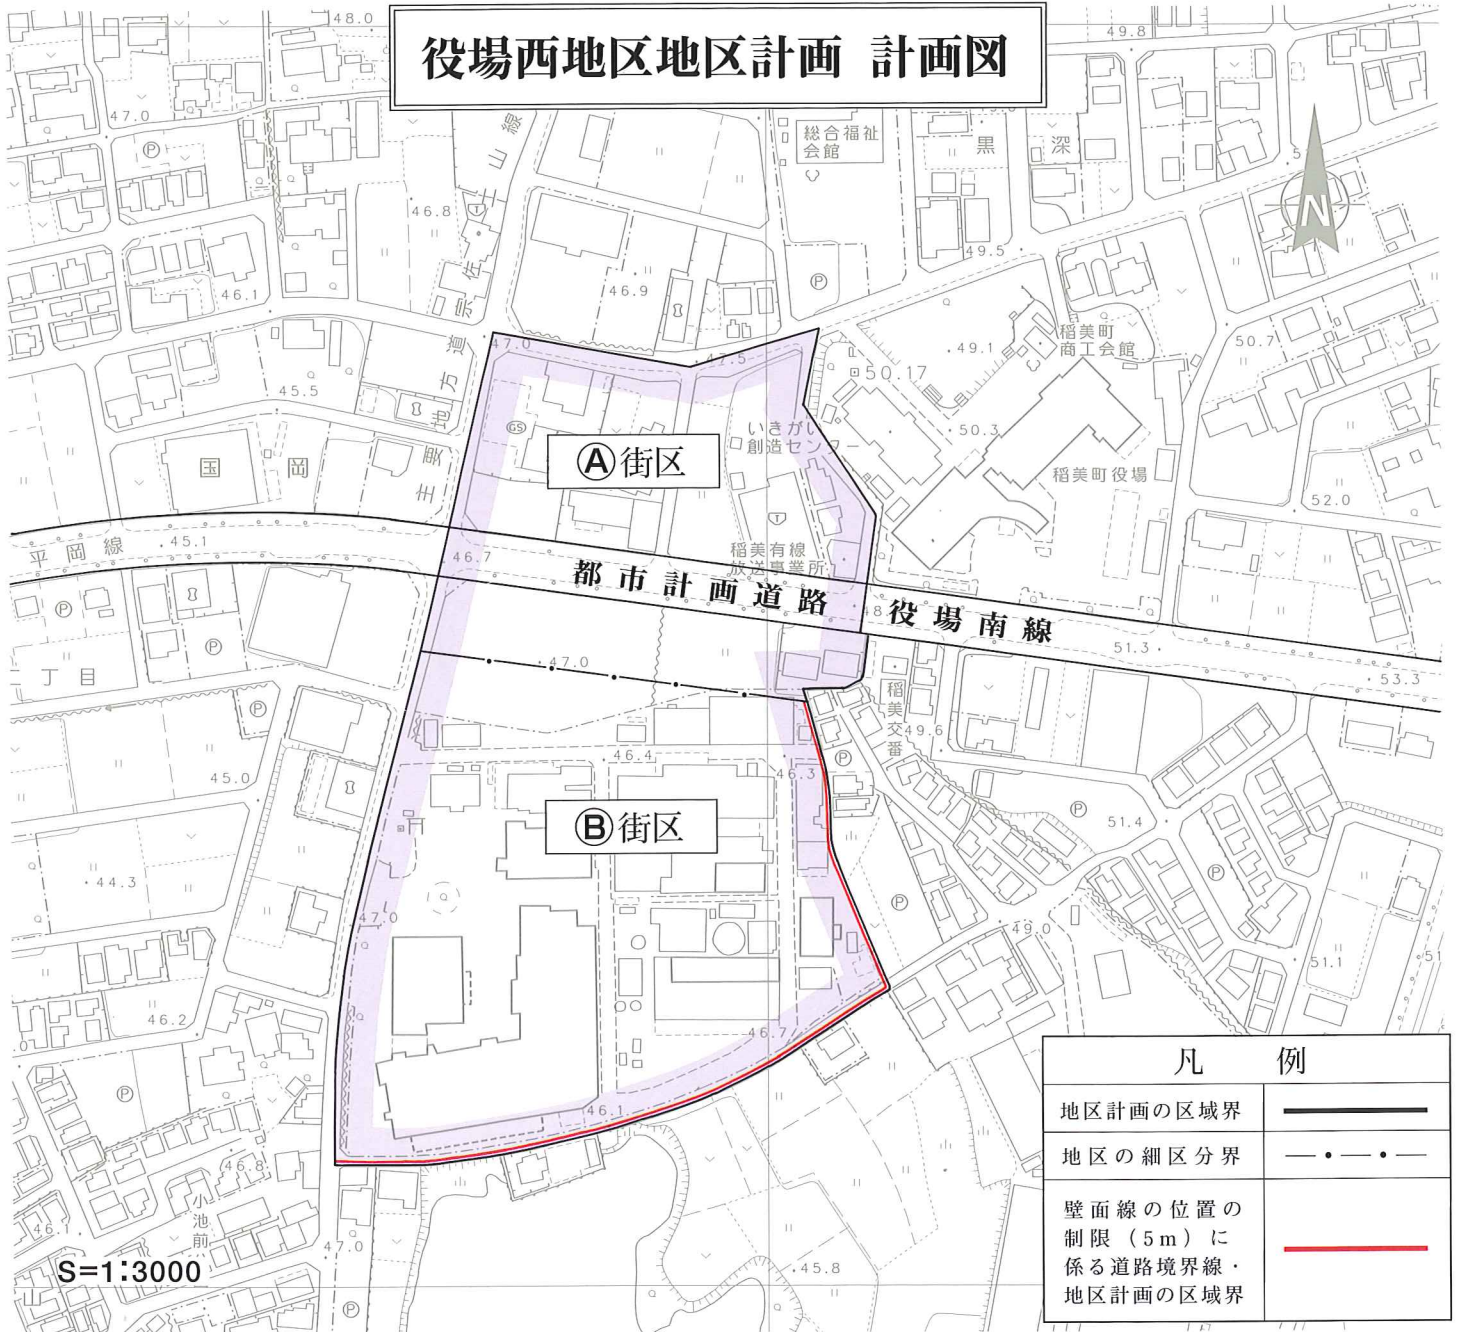 役場西地区地区計画 計画図
48.0
49.8
47.0
P
総合福祉
会館
黒
深
主要地方道宗佐土山線
46.8
T
49.5
N
46.1
46.9
P
47.0
47.5
49.1
稲美町
商工会館
50.7
50.17
45.5
GS
いきがい
創造センター
50.3
国
岡
Ⓐ街区
稲美町役場
52.0
T
平岡線
45.1
46.7
稲美有線
放送事業所
都市計画道路 役場南線
48.
51.3
53.3
P
P
二丁目
47.0
P
稲美交番
49.6
45.0
46.4
46.3
P
P
51.4
Ⓑ街区
44.3
P
P
47.0
49.0
51.1
51
46.2
46.7
P
46.1
46.8
小池前
46.1
47.0
45.8
P
S=1:3000
凡 例
地区計画の区域界
地区の細区分界
壁面線の位置の
制限(5m)に
係る道路境界線・
地区計画の区域界